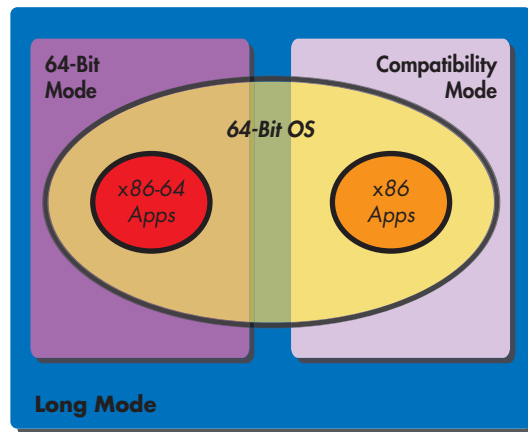 64-Bit
Mode
Compatibility
Mode
64-Bit OS
x86-64
Apps
x86
Apps
Long Mode